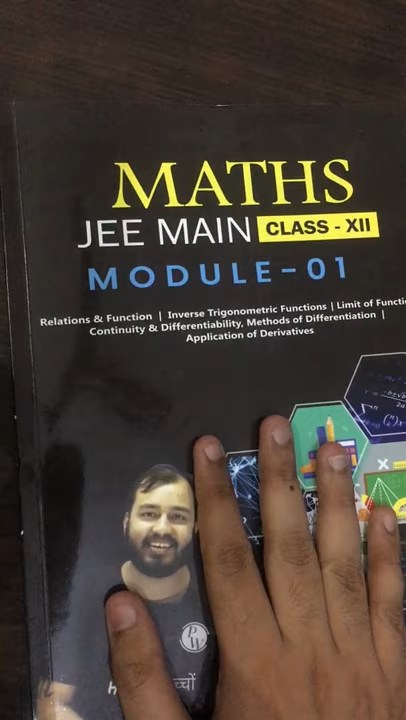 MATHS
JEE MAIN CLASS - XII
MODULE-01
Relations & Function | Inverse Trigonometric Functions | Limit of
Continuity & Differentiability, Methods of Differentiation |
Application of Derivatives
PW